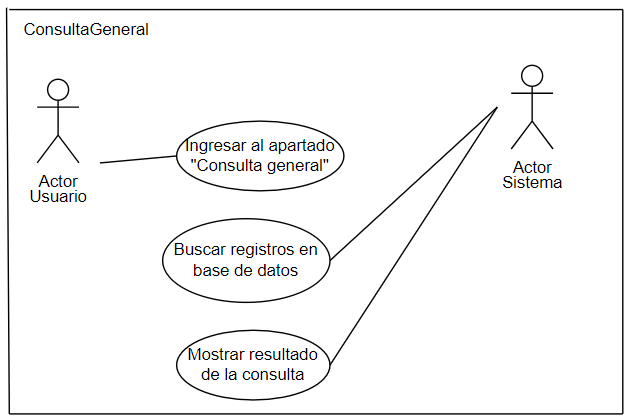 ConsultaGeneral
Actor
Usuario
Ingresar al apartado
"Consulta general"
Actor
Sistema
Buscar registros en
base de datos
Mostrar resultado
de la consulta